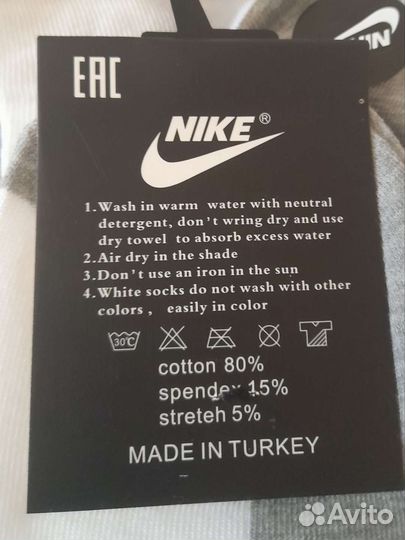 EAC
NIKE®
1.Wash in warm water with neutral
detergent, don't wring dry and use
dry towel to absorb excess water
2.Air dry in the shade
3.Don't use an iron in the sun
4.White socks do not wash with other
colors, easily in color
30℃
cotton 80%
spendex 15%
streteh 5%
MADE IN TURKEY
Avito